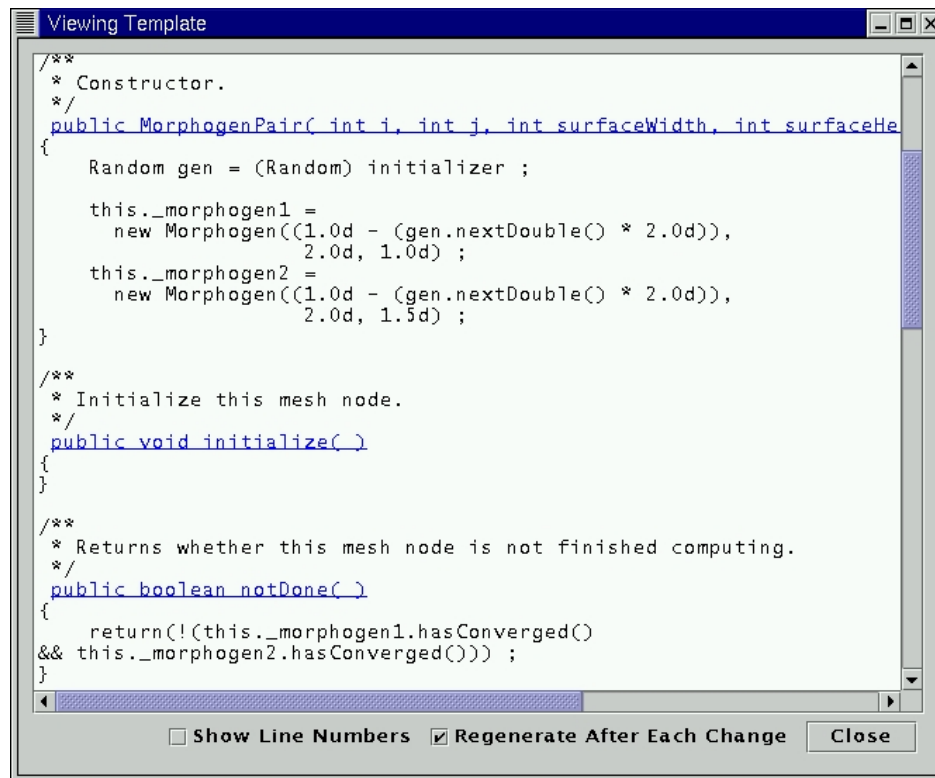 Viewing Template
/**
 * Constructor.
 */
 public MorphogenPair( int i, int j, int surfaceWidth, int surfaceHe
{
    Random gen = (Random) initializer ;
    this._morphogen1 =
      new Morphogen((1.0d - (gen.nextDouble() * 2.0d)),
                    2.0d, 1.0d) ;
    this._morphogen2 =
      new Morphogen((1.0d - (gen.nextDouble() * 2.0d)),
                    2.0d, 1.5d) ;
}
/**
 * Initialize this mesh node.
 */
 public void initialize( )
{
}
/**
 * Returns whether this mesh node is not finished computing.
 */
 public boolean notDone( )
{
    return(!(this._morphogen1.hasConverged()
&& this._morphogen2.hasConverged())) ;
}
Show Line Numbers Regenerate After Each Change Close